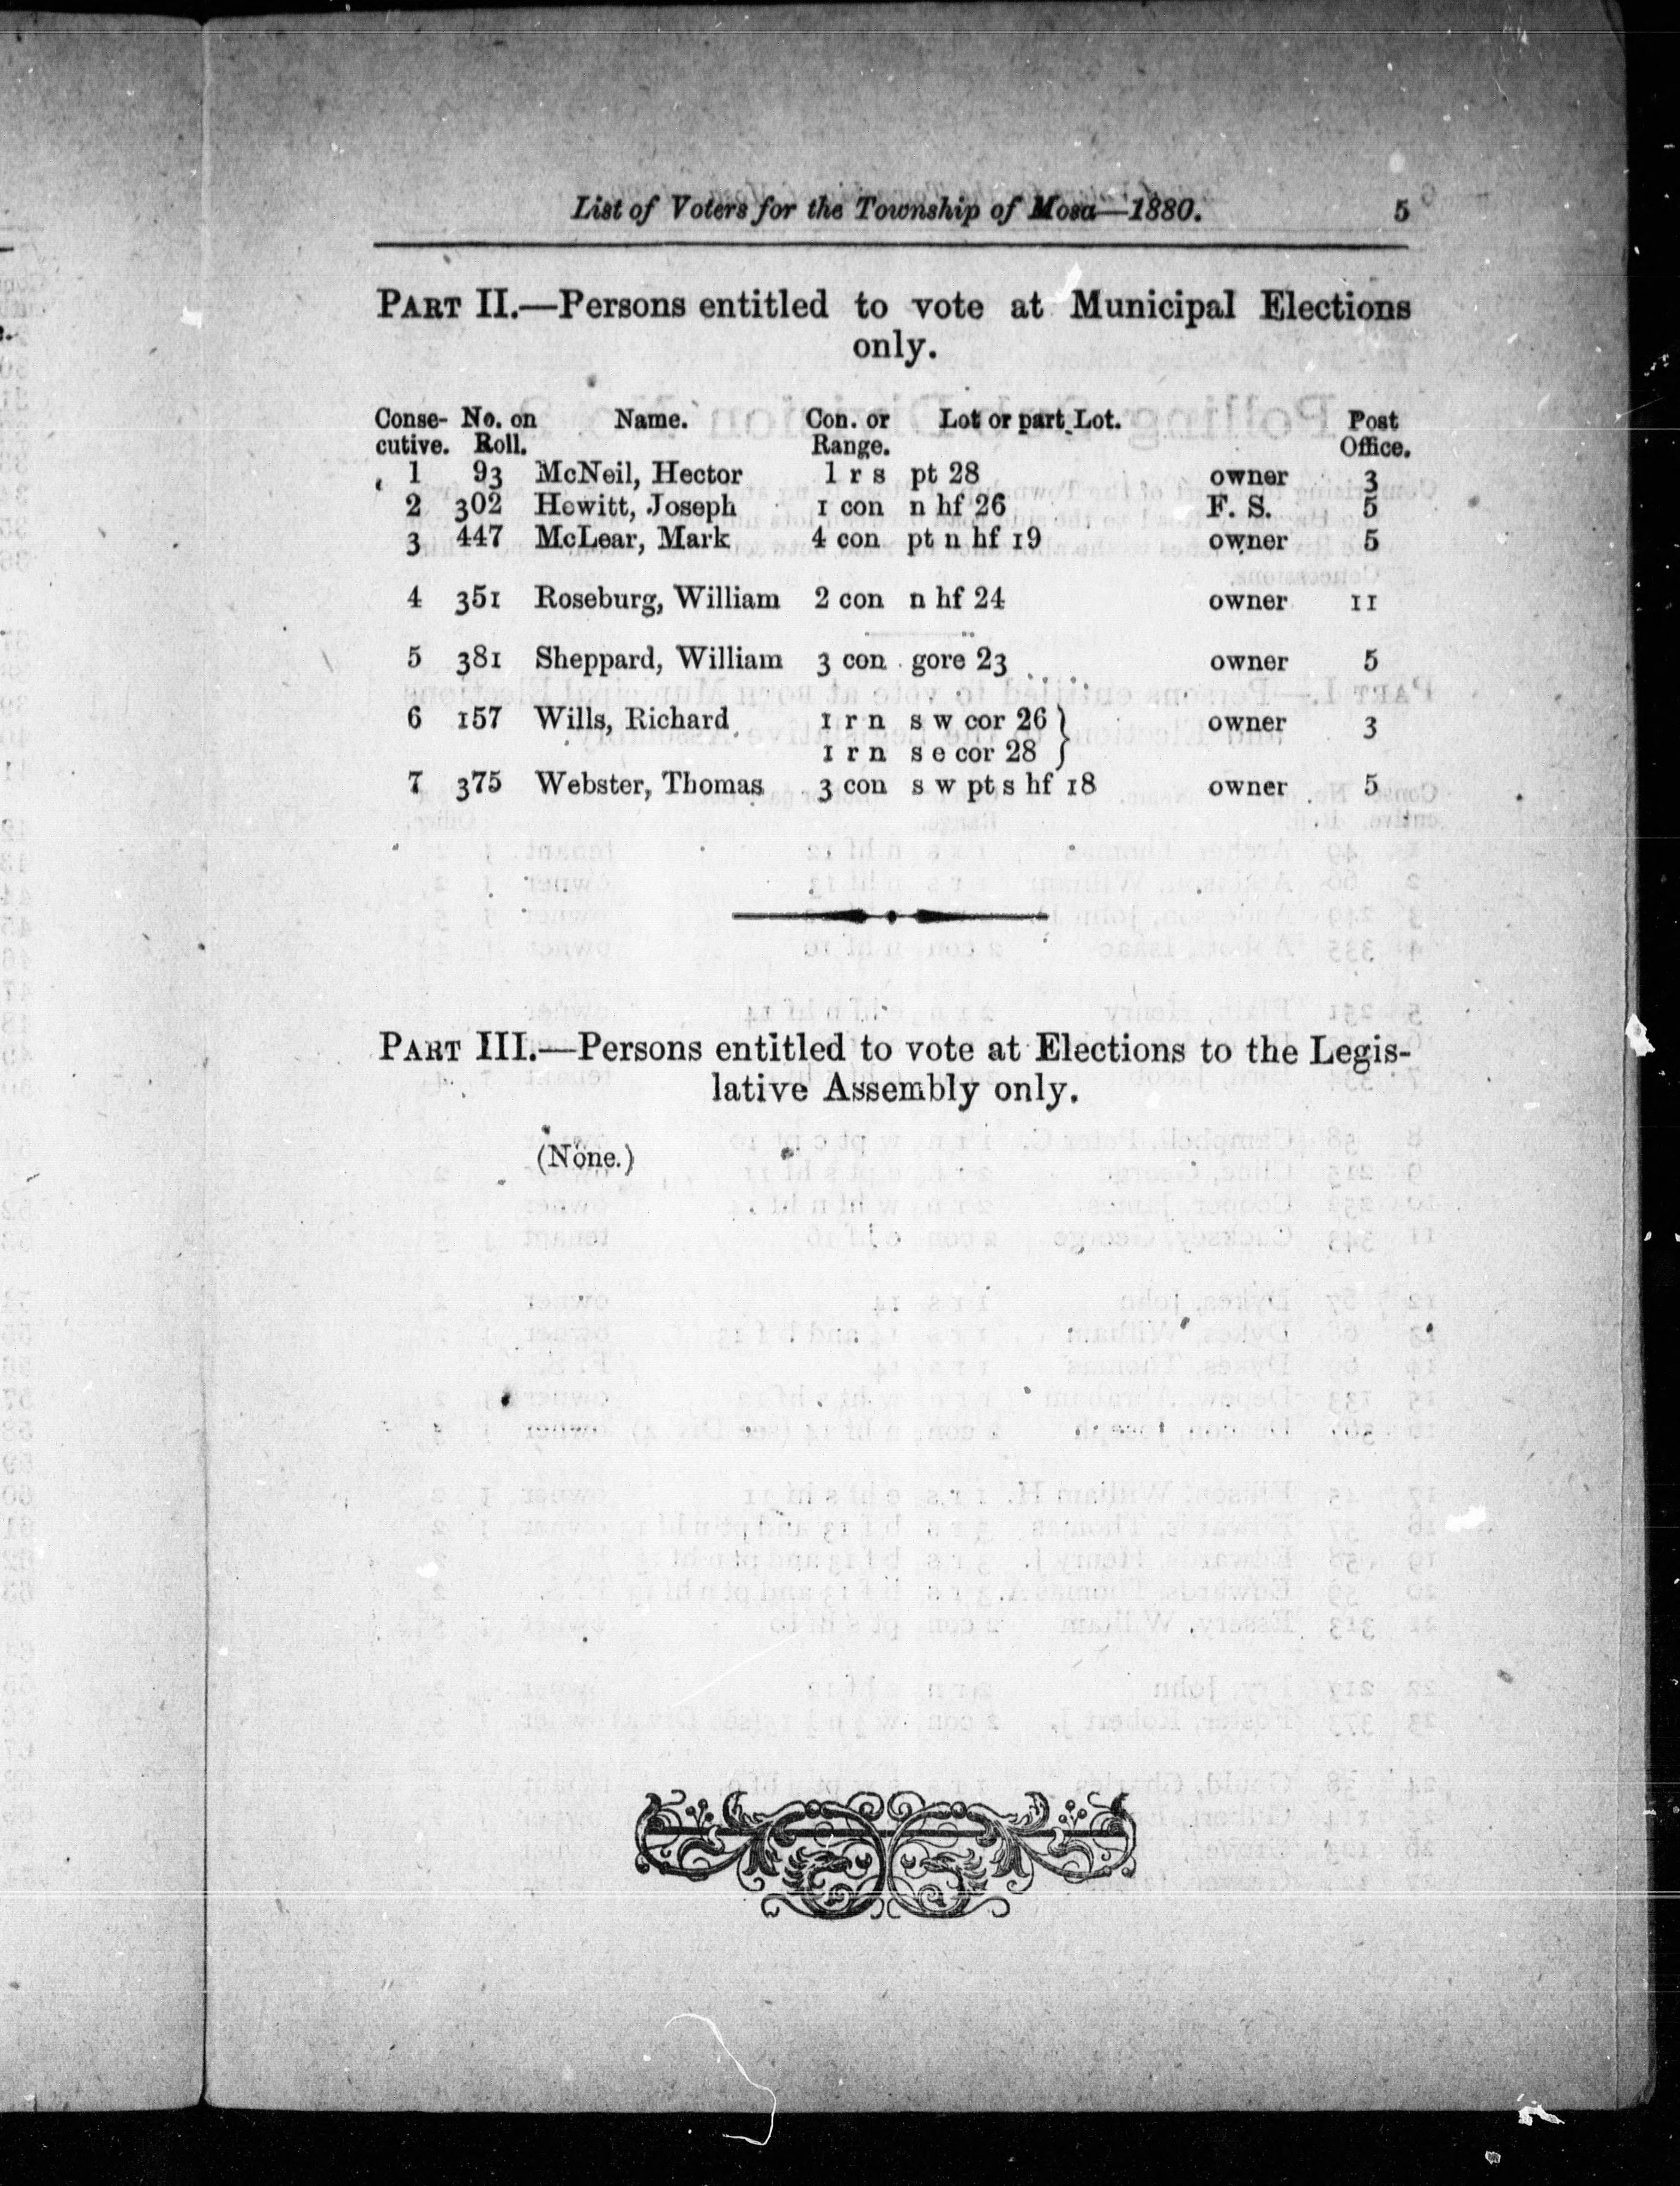 List of Voters for the Township of Mosa—1880. 5
PART II.—Persons entitled to vote at Municipal Elections
only.
Conse- No. on Name. Con. or Lot or part Lot. Post
cutive. Roll. Range. Office.
1 93 McNeil, Hector 1 r s pt 28 owner 3
2 302 Hewitt, Joseph 1 con n hf 26 F. S. 5
3 447 McLear, Mark 4 con pt n hf 19 owner 5
4 351 Roseburg, William 2 con n hf 24 owner 11
5 381 Sheppard, William 3 con gore 23 owner 5
6 157 Wills, Richard 1 r n s w cor 26 } owner 3
1 r n s e cor 28
7 375 Webster, Thomas 3 con s w pt s hf 18 owner 5
PART III.—Persons entitled to vote at Elections to the Legis-
lative Assembly only.
(None.)